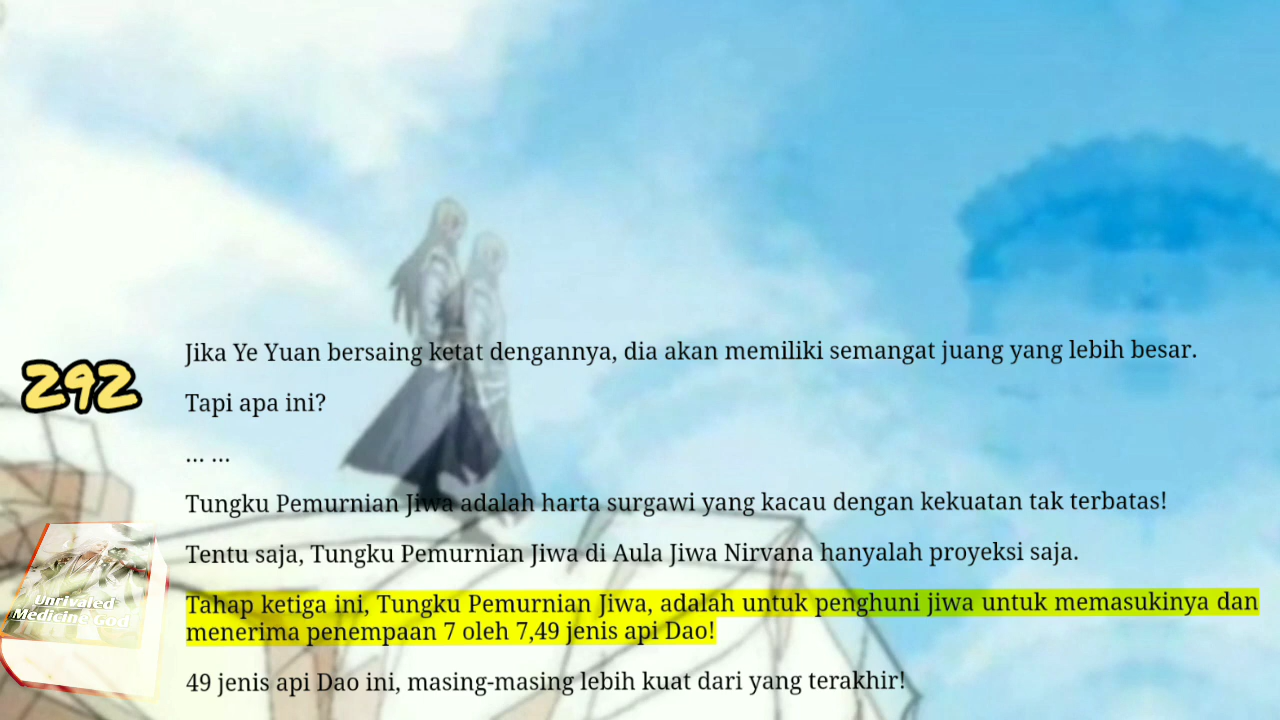 Jika Ye Yuan bersaing ketat dengannya, dia akan memiliki semangat juang yang lebih besar.
292
Tapi apa ini?
... ...
Tungku Pemurnian Jiwa adalah harta surgawi yang kacau dengan kekuatan tak terbatas!
Tentu saja, Tungku Pemurnian Jiwa di Aula Jiwa Nirvana hanyalah proyeksi saja.
Unrivaled
Medicine God
Tahap ketiga ini, Tungku Pemurnian Jiwa, adalah untuk penghuni jiwa untuk memasukinya dan
menerima penempaan 7 oleh 7,49 jenis api Dao!
49 jenis api Dao ini, masing-masing lebih kuat dari yang terakhir!